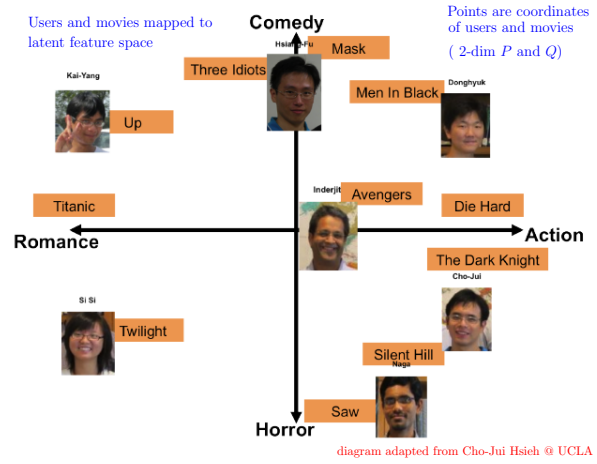 Users and movies mapped to
latent feature space
Points are coordinates
of users and movies
( 2-dim P and Q)
Comedy
Hsiang-Fu
Mask
Three Idiots
Kai-Yang
Up
Men In Black
Donghyuk
Inderjit
Avengers
Titanic
Die Hard
Romance
Action
The Dark Knight
Cho-Jui
Si Si
Twilight
Silent Hill
Naga
Saw
Horror
diagram adapted from Cho-Jui Hsieh @ UCLA